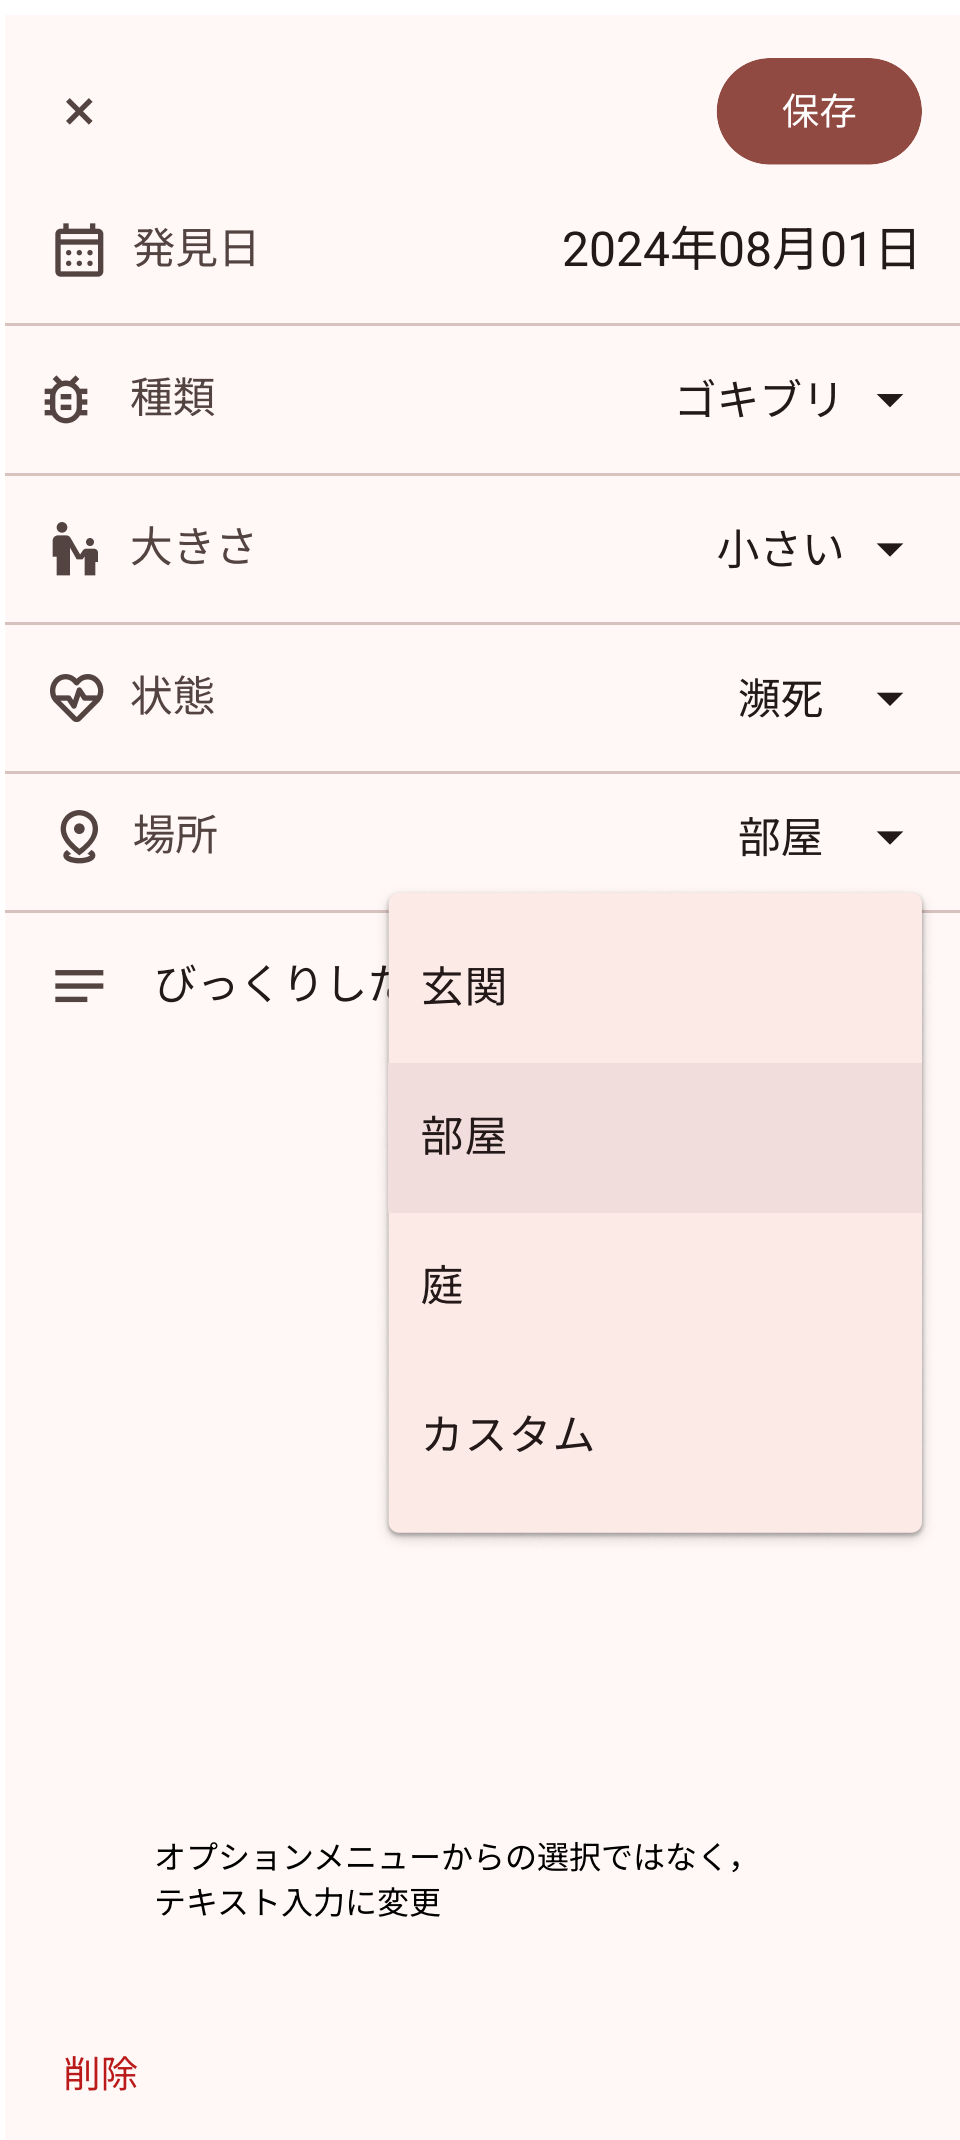 保存
発見日
2024年08月01日
種類
ゴキブリ
大きさ
小さい
状態
瀕死
場所
部屋
びっくりした
玄関
部屋
庭
カスタム
オプションメニューからの選択ではなく，
テキスト入力に変更
削除